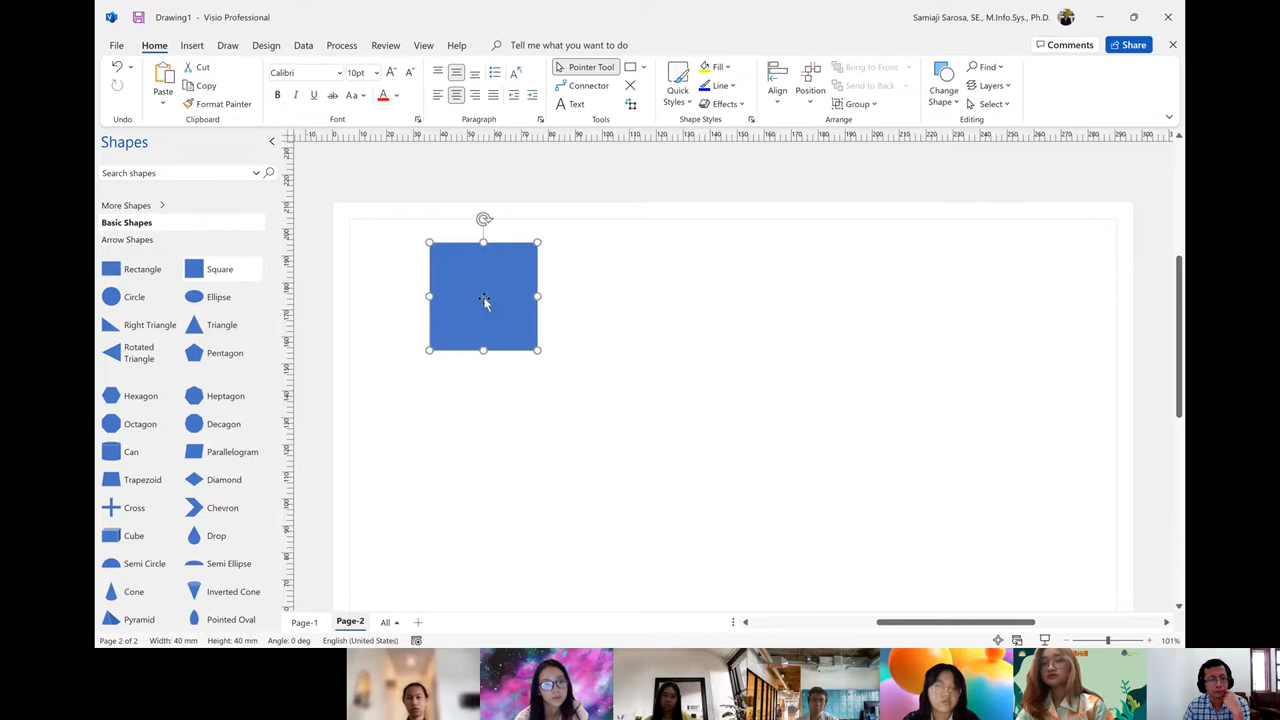 Drawing1 - Visio Professional
Samiaji Sarosa, SE., M.Info.Sys., Ph.D.
File Home Insert Draw Design Data Process Review View Help Tell me what you want to do
Comments Share
Cut
Copy
Format Painter
Paste
Undo Clipboard
Calibri 10pt
B I U ab Aa A
Font
Paragraph
Pointer Tool
Connector
Text
Tools
Quick Styles
Fill
Line
Effects
Shape Styles
Align Position
Bring to Front
Send to Back
Group
Arrange
Change Shape
Find
Layers
Select
Editing
Shapes
Search shapes
More Shapes
Basic Shapes
Arrow Shapes
Rectangle Square
Circle Ellipse
Right Triangle Triangle
Rotated Triangle Pentagon
Hexagon Heptagon
Octagon Decagon
Can Parallelogram
Trapezoid Diamond
Cross Chevron
Cube Drop
Semi Circle Semi Ellipse
Cone Inverted Cone
Pyramid Pointed Oval
Page-1 Page-2 All
Page 2 of 2 Width: 40 mm Height: 40 mm Angle: 0 deg English (United States)
101%